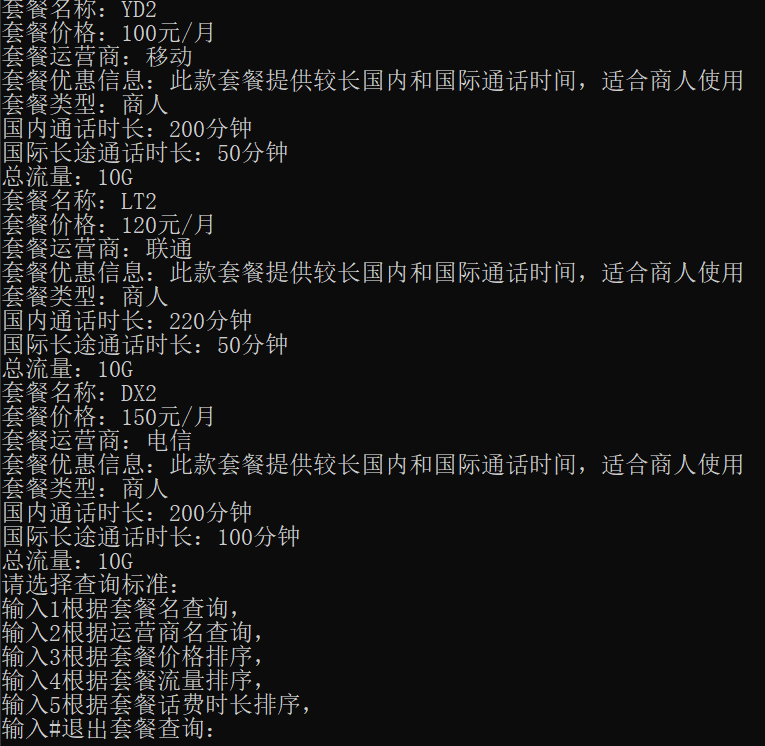 套餐名称：YD2
套餐价格：100元/月
套餐运营商：移动
套餐优惠信息：此款套餐提供较长国内和国际通话时间，适合商人使用
套餐类型：商人
国内通话时长：200分钟
国际长途通话时长：50分钟
总流量：10G
套餐名称：LT2
套餐价格：120元/月
套餐运营商：联通
套餐优惠信息：此款套餐提供较长国内和国际通话时间，适合商人使用
套餐类型：商人
国内通话时长：220分钟
国际长途通话时长：50分钟
总流量：10G
套餐名称：DX2
套餐价格：150元/月
套餐运营商：电信
套餐优惠信息：此款套餐提供较长国内和国际通话时间，适合商人使用
套餐类型：商人
国内通话时长：200分钟
国际长途通话时长：100分钟
总流量：10G
请选择查询标准：
输入1根据套餐名查询，
输入2根据运营商名查询，
输入3根据套餐价格排序，
输入4根据套餐流量排序，
输入5根据套餐话费时长排序，
输入#退出套餐查询：